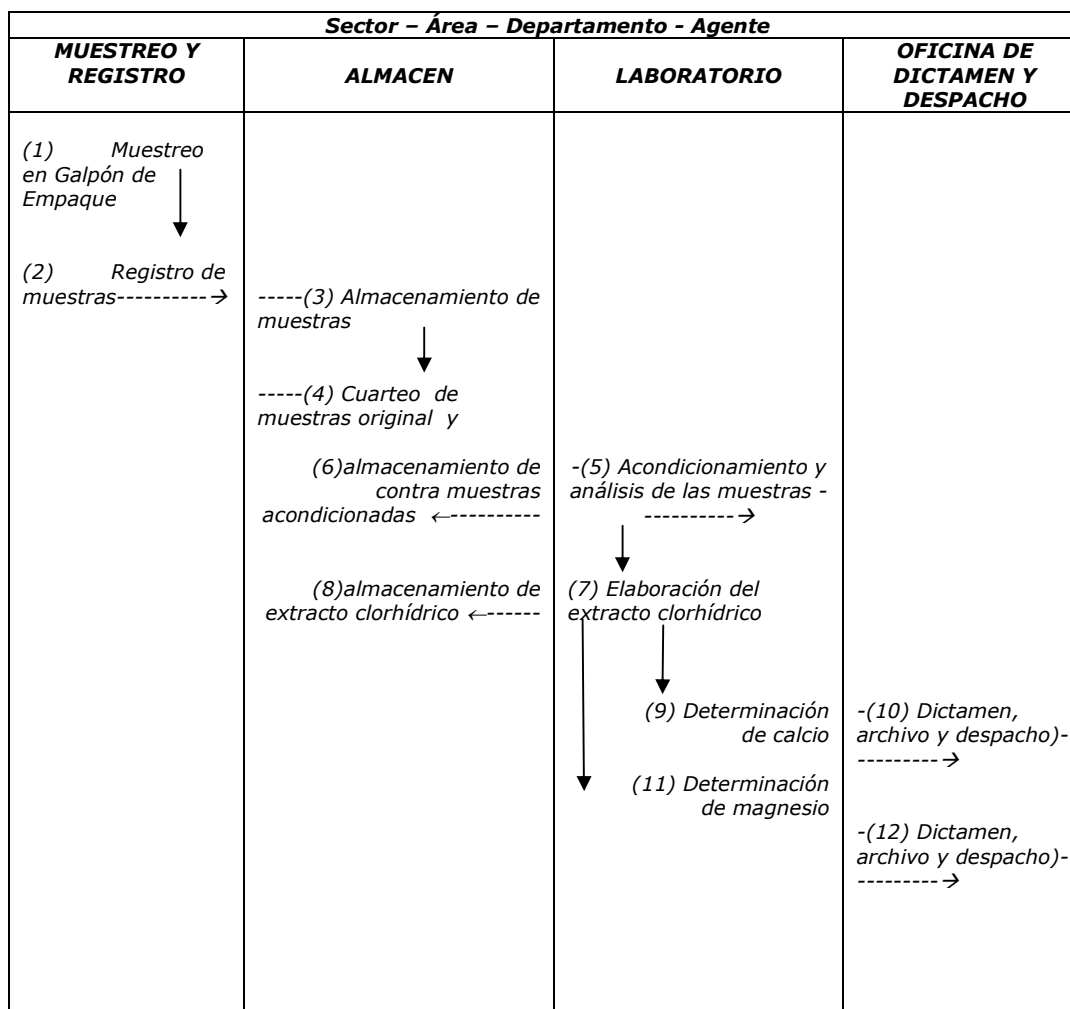 Sector – Área – Departamento - Agente
MUESTREO Y
REGISTRO
ALMACEN
LABORATORIO
OFICINA DE
DICTAMEN Y
DESPACHO
(1) Muestreo
en Galpón de
Empaque
(2) Registro de
muestras----------→
-----(3) Almacenamiento de
muestras
-----(4) Cuarteo de
muestras original y
(6)almacenamiento de
contra muestras
acondicionadas ←----------
-(5) Acondicionamiento y
análisis de las muestras -
----------→
(8)almacenamiento de
extracto clorhídrico ←------
(7) Elaboración del
extracto clorhídrico
(9) Determinación
de calcio
-(10) Dictamen,
archivo y despacho)-
---------→
(11) Determinación
de magnesio
-(12) Dictamen,
archivo y despacho)-
---------→